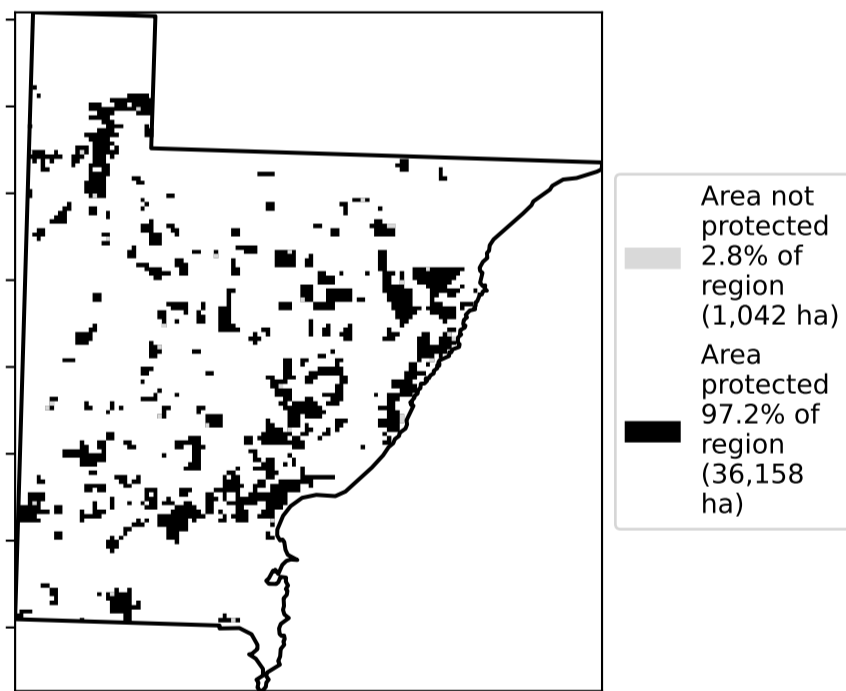 Area not
protected
2.8% of
region
(1,042 ha)
Area
protected
97.2% of
region
(36,158
ha)